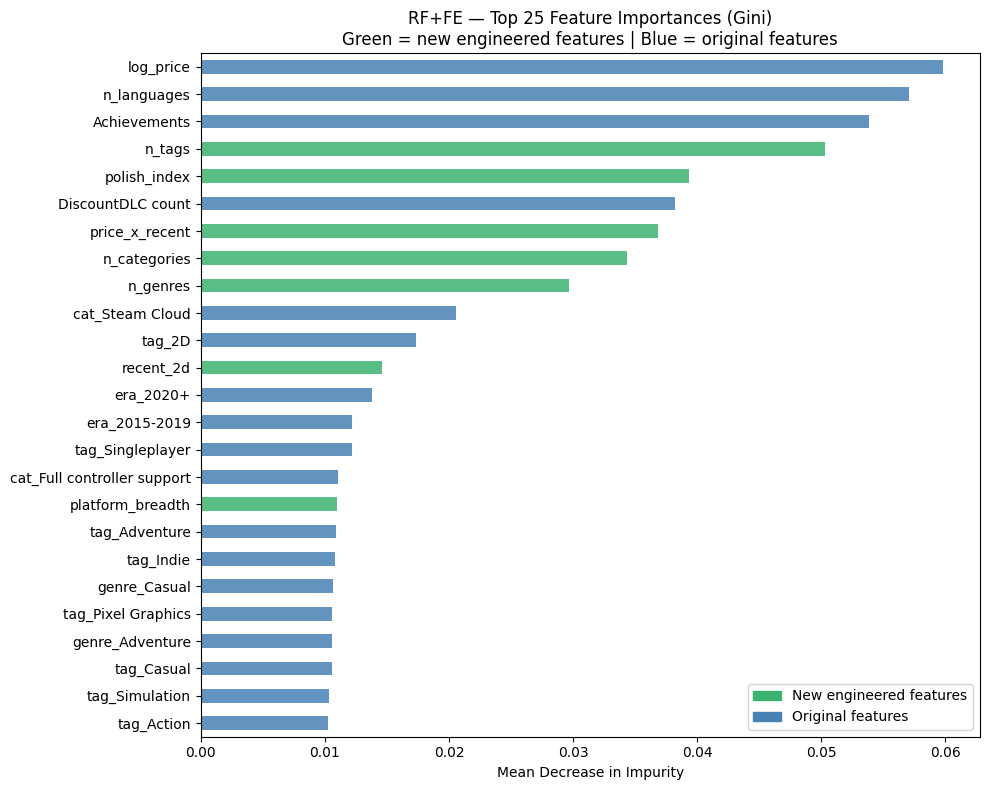 RF+FE — Top 25 Feature Importances (Gini)
Green = new engineered features | Blue = original features
log_price
n_languages
Achievements
n_tags
polish_index
DiscountDLC count
price_x_recent
n_categories
n_genres
cat_Steam Cloud
tag_2D
recent_2d
era_2020+
era_2015-2019
tag_Singleplayer
cat_Full controller support
platform_breadth
tag_Adventure
tag_Indie
genre_Casual
tag_Pixel Graphics
genre_Adventure
tag_Casual
tag_Simulation
tag_Action
New engineered features
Original features
0.00 0.01 0.02 0.03 0.04 0.05 0.06
Mean Decrease in Impurity